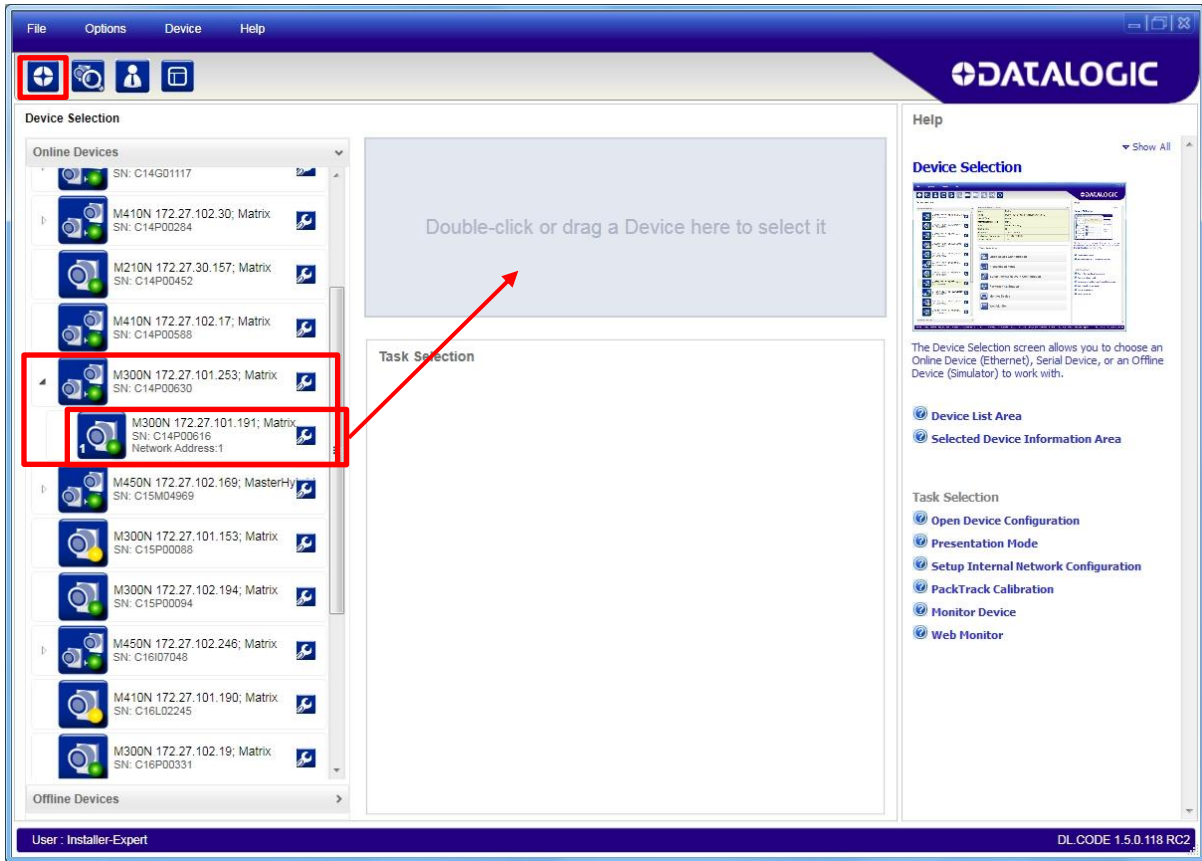 File Options Device Help
DATALOGIC
Device Selection
Online Devices
SN: C14G01117
M410N 172.27.102.30; Matrix
SN: C14P00284
M210N 172.27.30.157; Matrix
SN: C14P00452
M410N 172.27.102.17; Matrix
SN: C14P00588
M300N 172.27.101.253; Matrix
SN: C14P00630
M300N 172.27.101.191; Matrix
SN: C14P00616
1
Network Address:1
M450N 172.27.102.169; MasterHy
SN: C15M04969
M300N 172.27.101.153; Matrix
SN: C15P00088
M300N 172.27.102.194; Matrix
SN: C15P00094
M450N 172.27.102.246; Matrix
SN: C16I07048
M410N 172.27.101.190; Matrix
SN: C16L02245
M300N 172.27.102.19; Matrix
SN: C16P00331
Offline Devices
Double-click or drag a Device here to select it
Task Selection
Help
Show All
Device Selection
The Device Selection screen allows you to choose an
Online Device (Ethernet), Serial Device, or an Offline
Device (Simulator) to work with.
Device List Area
Selected Device Information Area
Task Selection
Open Device Configuration
Presentation Mode
Setup Internal Network Configuration
PackTrack Calibration
Monitor Device
Web Monitor
User : Installer-Expert
DL.CODE 1.5.0.118 RC2